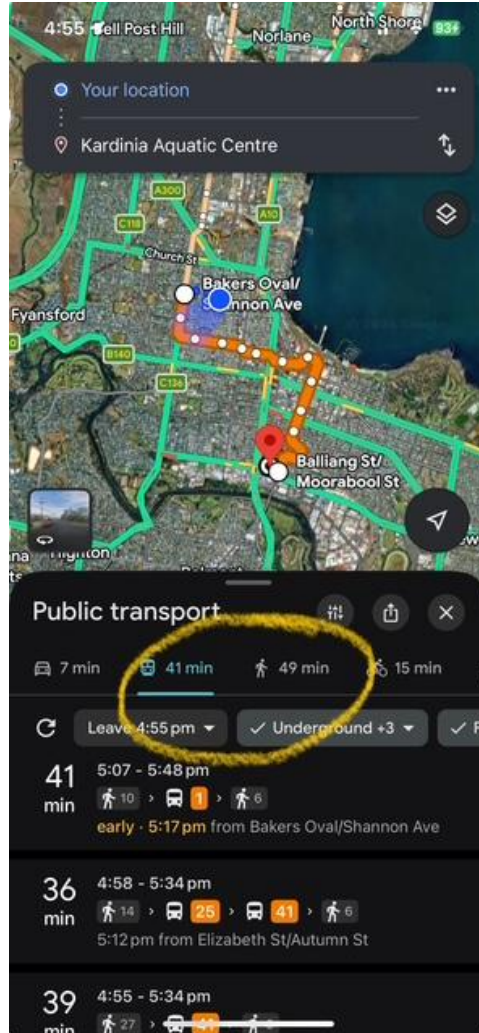 4:55 Bell Post Hill Norlane North Shore 93
Your location
Kardinia Aquatic Centre
A300
C118 A10
Church St
Bakers Oval/
Shannon Ave
Fyansford
B140
C136
Balliang St/
Moorabool St
Highton
Public transport
7 min 41 min 49 min 15 min
Leave 4:55 pm Underground +3 F
41 min 5:07 - 5:48 pm
10 1 6
early · 5:17 pm from Bakers Oval/Shannon Ave
36 min 4:58 - 5:34 pm
14 25 41 6
5:12 pm from Elizabeth St/Autumn St
39 min 4:55 - 5:34 pm
27 41